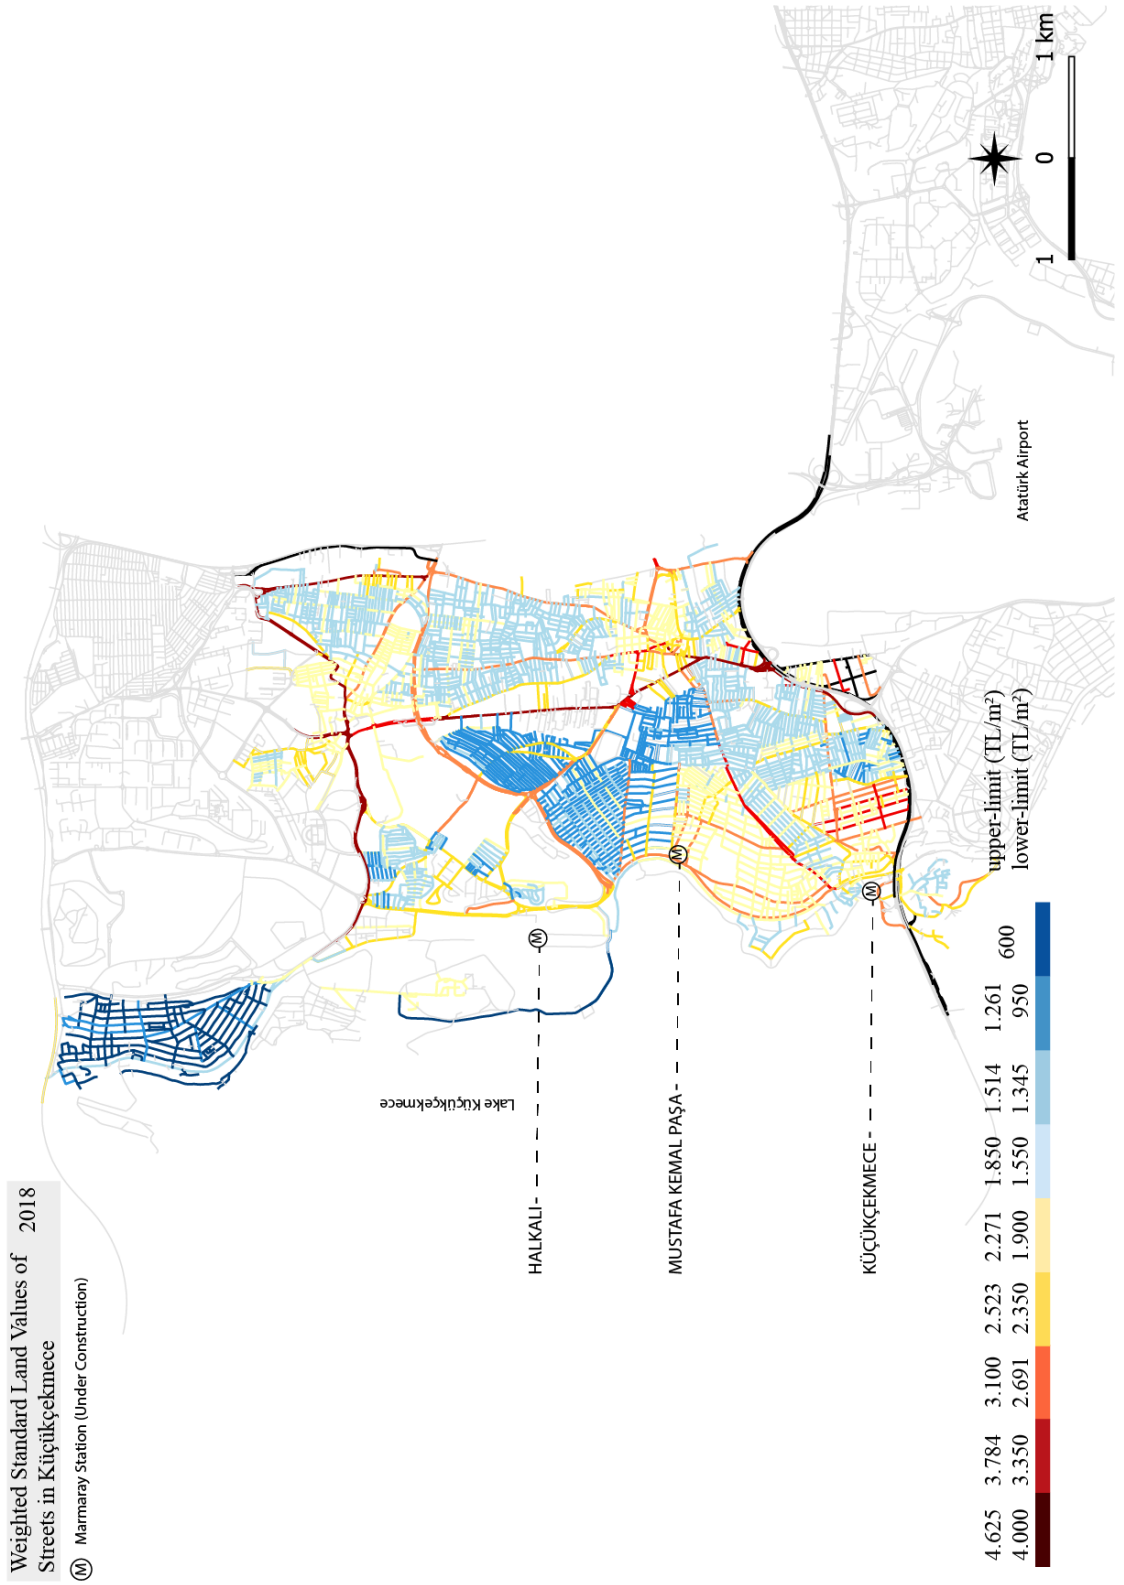 Weighted Standard Land Values of 2018
Streets in Küçükçekmece
M Marmaray Station (Under Construction)
HALKALI
MUSTAFA KEMAL PAŞA
KÜÇÜKÇEKMECE
M
M
M
Lake Küçükçekmece
Atatürk Airport
4.625 3.784 3.100 2.523 2.271 1.850 1.514 1.261 600 upper-limit (TL/m²)
4.000 3.350 2.691 2.350 1.900 1.550 1.345 950 lower-limit (TL/m²)
1 0 1 km